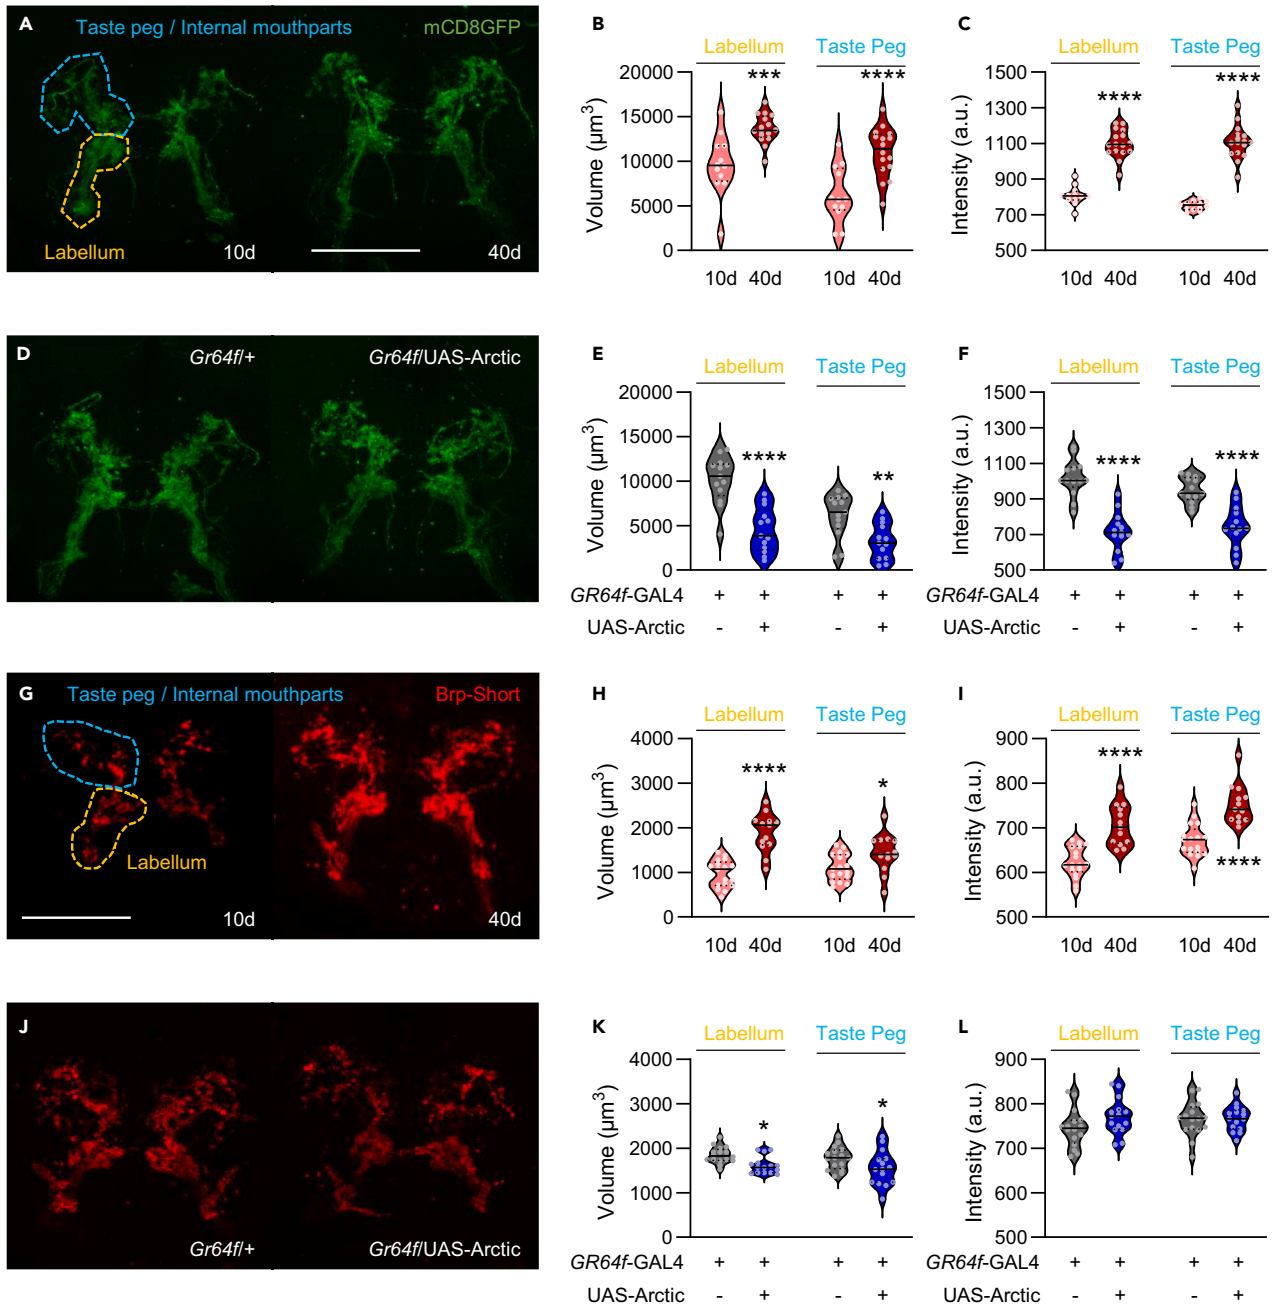 A
Taste peg / Internal mouthparts
mCD8GFP
Labellum
10d
40d
B
Labellum
Taste Peg
Volume (µm³)
20000
15000
10000
5000
0
***
****
10d 40d 10d 40d
C
Intensity (a.u.)
1500
1300
1100
900
700
500
****
****
10d 40d 10d 40d
D
Gr64f/+
Gr64f/UAS-Arctic
E
Labellum
Taste Peg
Volume (µm³)
20000
15000
10000
5000
0
****
**
GR64f-GAL4 + + + +
UAS-Arctic - + - +
F
Labellum
Taste Peg
Intensity (a.u.)
1500
1300
1100
900
700
500
****
****
GR64f-GAL4 + + + +
UAS-Arctic - + - +
G
Taste peg / Internal mouthparts
Brp-Short
Labellum
10d
40d
H
Labellum
Taste Peg
Volume (µm³)
4000
3000
2000
1000
0
****
*
10d 40d 10d 40d
I
Labellum
Taste Peg
Intensity (a.u.)
900
800
700
600
500
****
****
10d 40d 10d 40d
J
Gr64f/+
Gr64f/UAS-Arctic
K
Labellum
Taste Peg
Volume (µm³)
4000
3000
2000
1000
0
*
*
GR64f-GAL4 + + + +
UAS-Arctic - + - +
L
Labellum
Taste Peg
Intensity (a.u.)
900
800
700
600
500
GR64f-GAL4 + + + +
UAS-Arctic - + - +